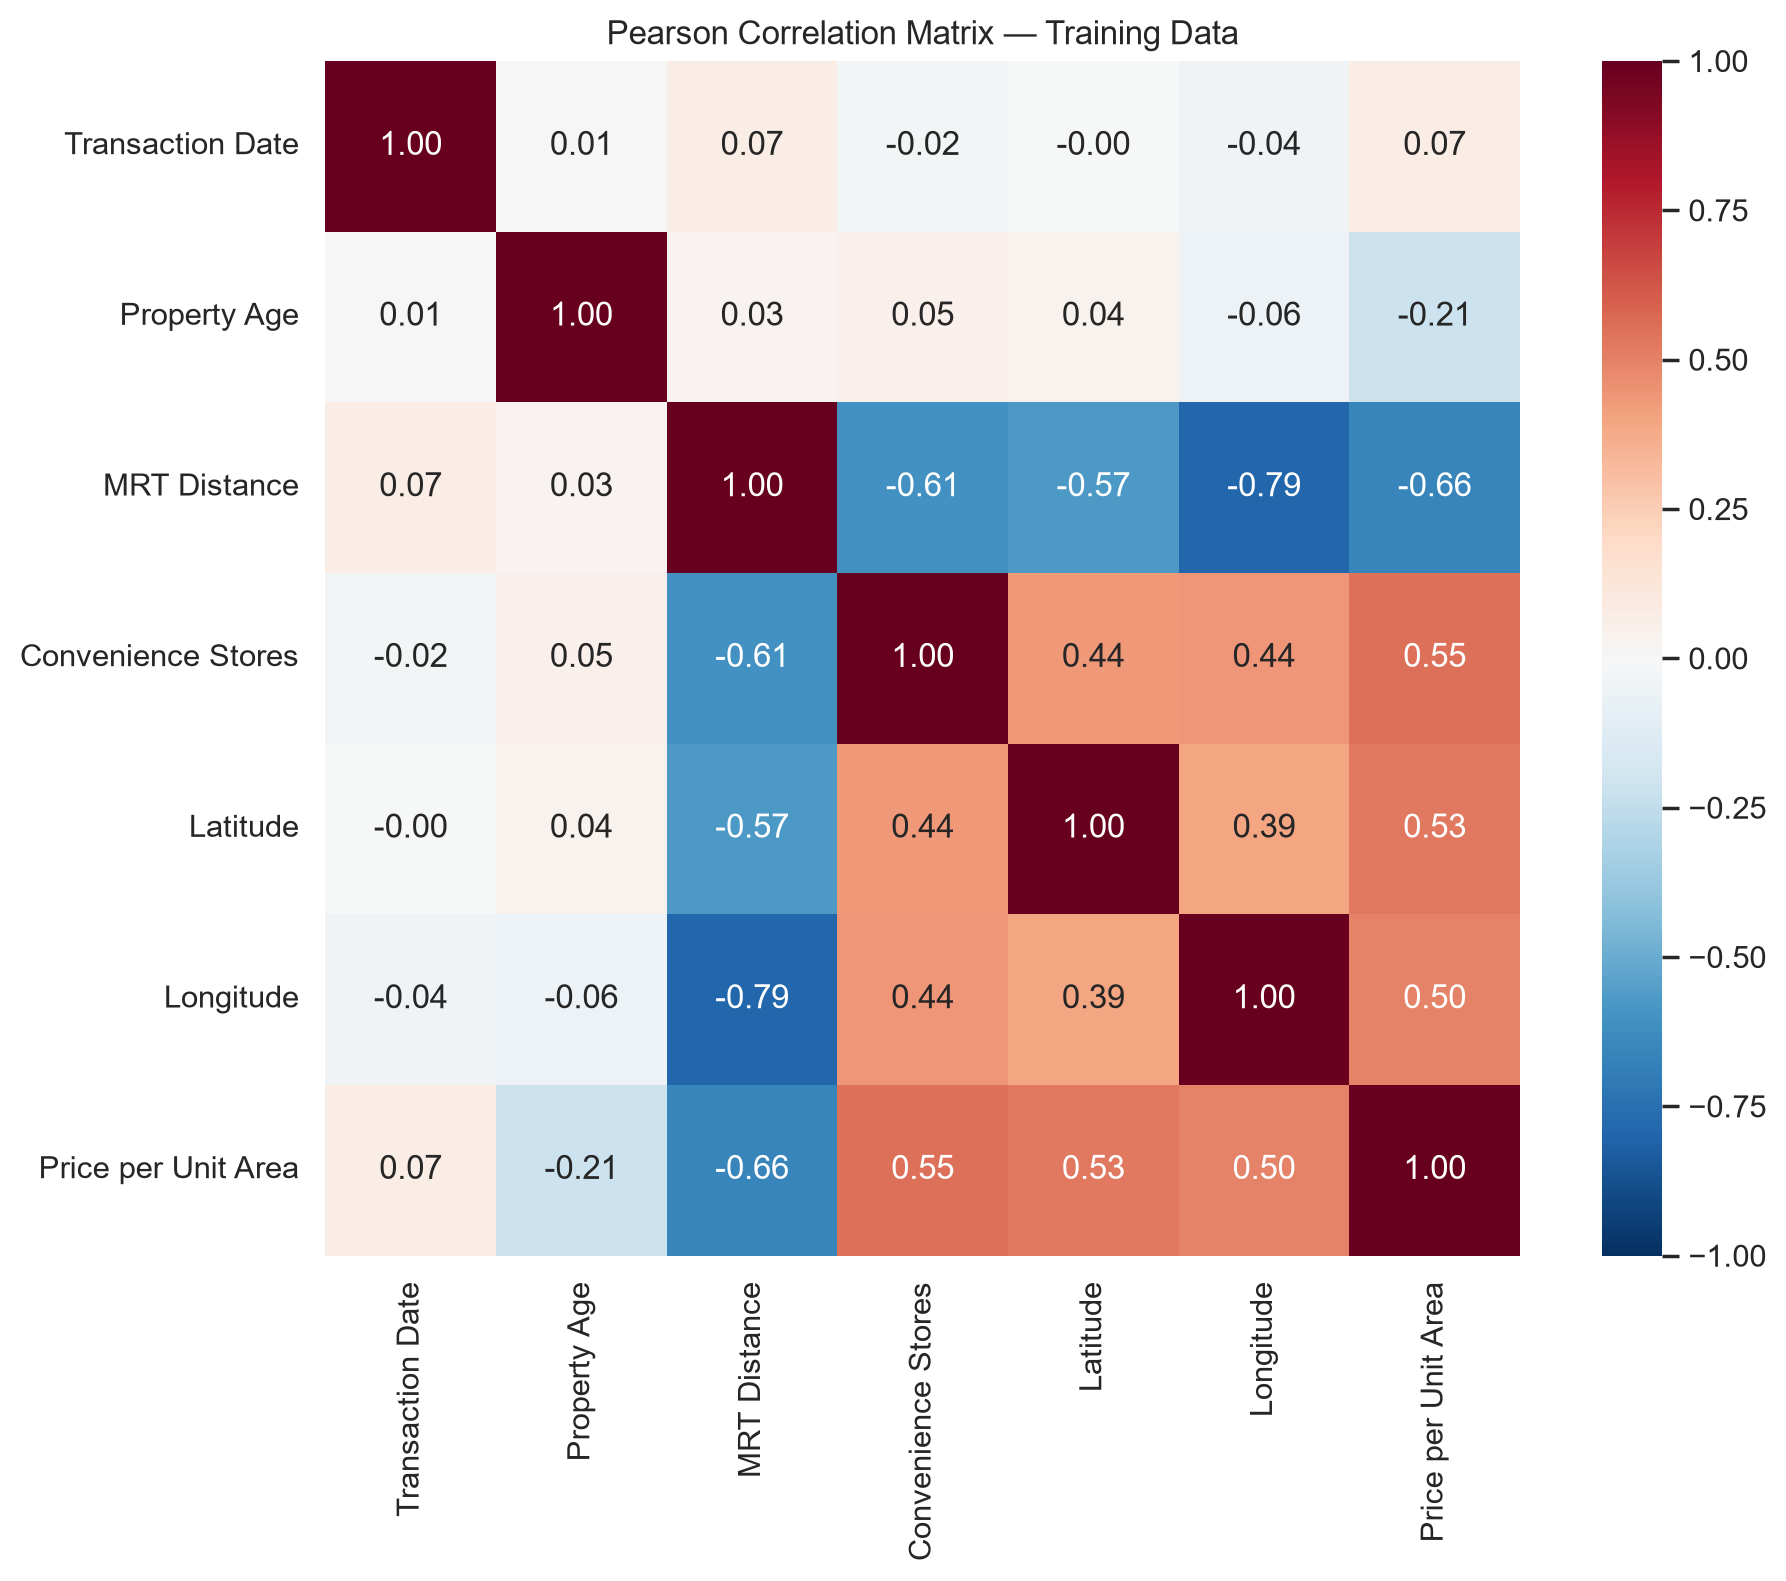 Pearson Correlation Matrix — Training Data
Transaction Date 1.00 0.01 0.07 -0.02 -0.00 -0.04 0.07
Property Age 0.01 1.00 0.03 0.05 0.04 -0.06 -0.21
MRT Distance 0.07 0.03 1.00 -0.61 -0.57 -0.79 -0.66
Convenience Stores -0.02 0.05 -0.61 1.00 0.44 0.44 0.55
Latitude -0.00 0.04 -0.57 0.44 1.00 0.39 0.53
Longitude -0.04 -0.06 -0.79 0.44 0.39 1.00 0.50
Price per Unit Area 0.07 -0.21 -0.66 0.55 0.53 0.50 1.00
Transaction Date
Property Age
MRT Distance
Convenience Stores
Latitude
Longitude
Price per Unit Area
1.00
0.75
0.50
0.25
0.00
−0.25
−0.50
−0.75
−1.00